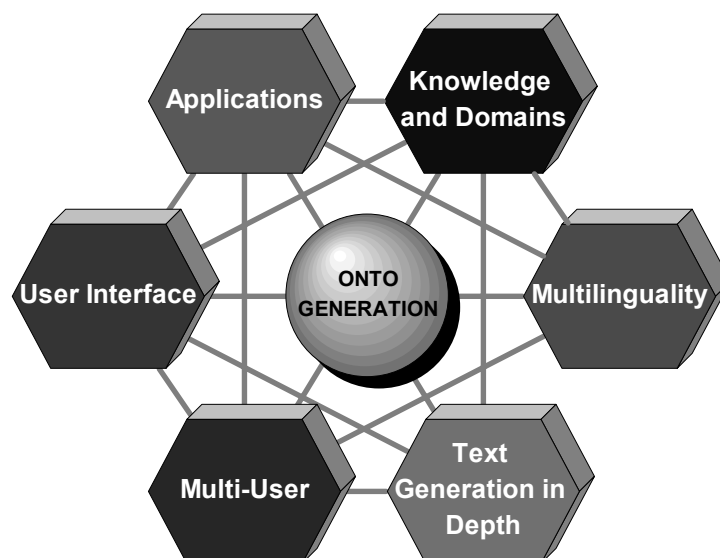 Applications
Knowledge
and Domains
User Interface
ONTO
GENERATION
Multilinguality
Multi-User
Text
Generation in
Depth